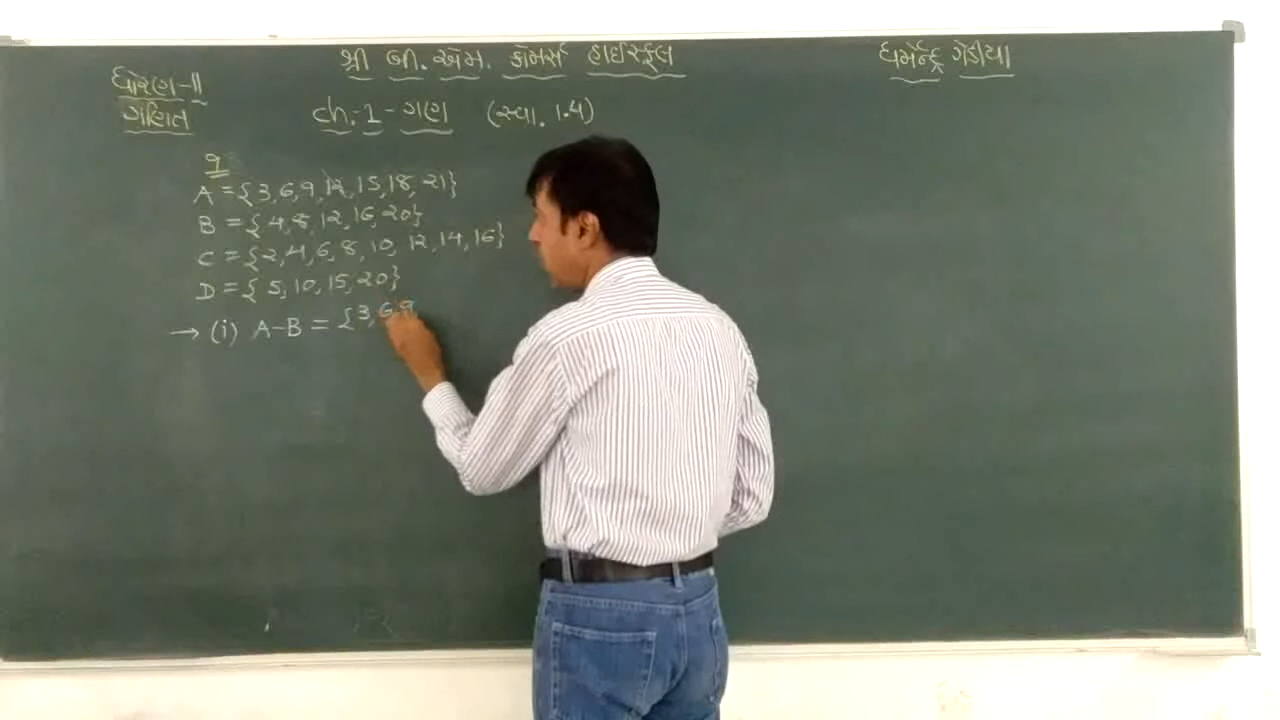 શ્રી બી. એમ. કોમર્સ હાઈસ્કૂલ
ધર્મેન્દ્ર ગેડીયા
ધોરણ-11
ગણિત
ch.-1-ગણ (સ્વા. 1.4)
9
A = {3,6,9,12,15,18,21}
B = {4,8,12,16,20}
C = {2,4,6,8,10,12,14,16}
D = {5,10,15,20}
→ (i) A-B = {3,6,9